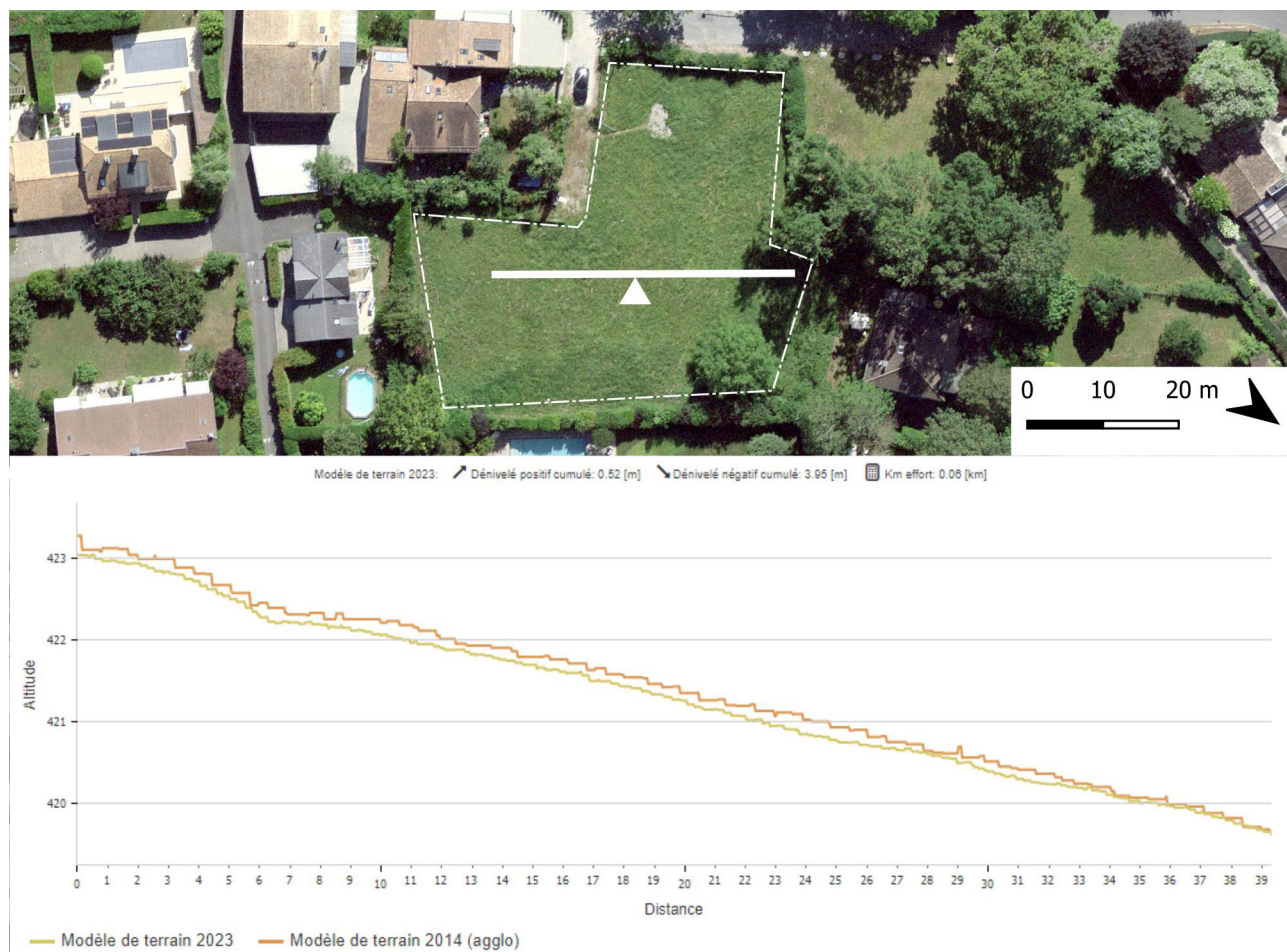 0 10 20 m
Modèle de terrain 2023: Dénivelé positif cumulé: 0.52 [m] Dénivelé négatif cumulé: 3.95 [m] Km effort: 0.06 [km]
423
422
421
420
Altitude
0 1 2 3 4 5 6 7 8 9 10 11 12 13 14 15 16 17 18 19 20 21 22 23 24 25 26 27 28 29 30 31 32 33 34 35 36 37 38 39
Distance
Modèle de terrain 2023 Modèle de terrain 2014 (agglo)